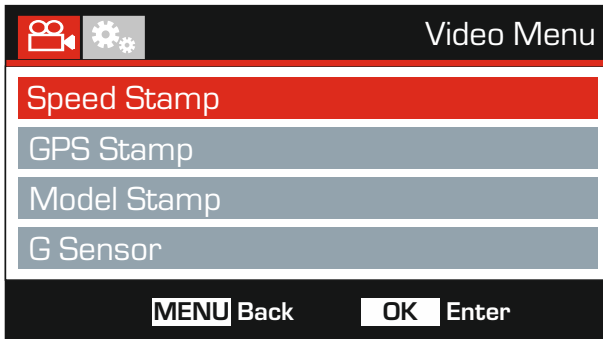 Video Menu
Speed Stamp
GPS Stamp
Model Stamp
G Sensor
MENU Back OK Enter